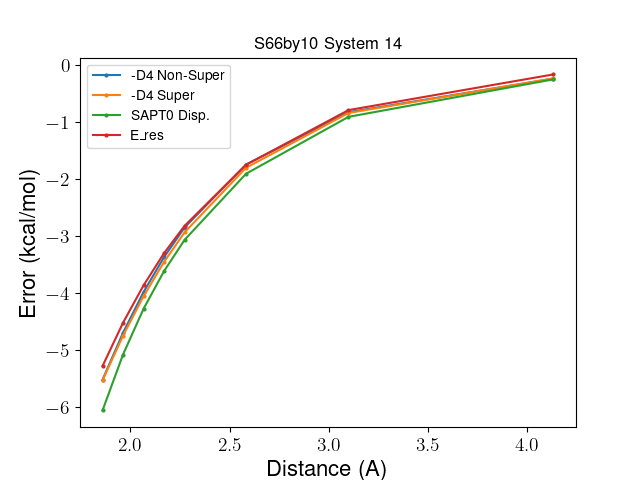 S66by10 System 14
-D4 Non-Super
-D4 Super
SAPT0 Disp.
E_res
0
−1
−2
−3
−4
−5
−6
Error (kcal/mol)
2.0 2.5 3.0 3.5 4.0
Distance (A)